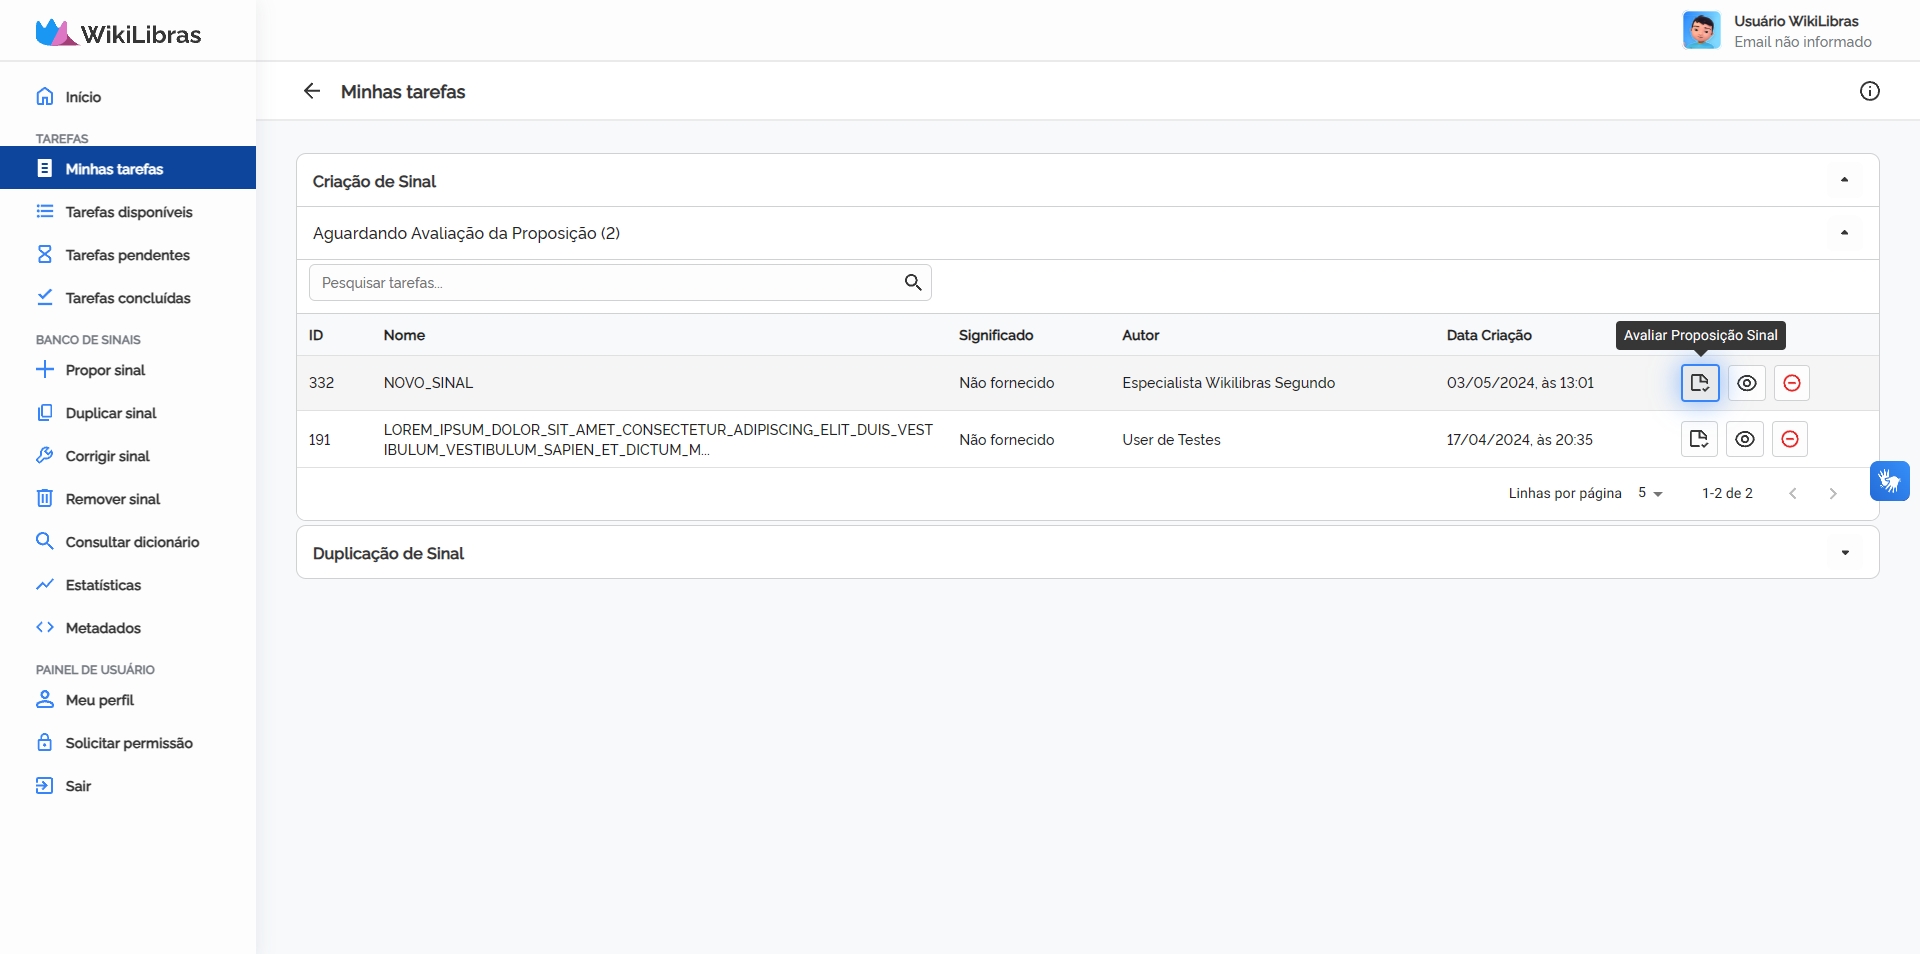 WikiLibras
Usuário WikiLibras
Email não informado
Início
TAREFAS
Minhas tarefas
Tarefas disponíveis
Tarefas pendentes
Tarefas concluídas
BANCO DE SINAIS
Propor sinal
Duplicar sinal
Corrigir sinal
Remover sinal
Consultar dicionário
Estatísticas
Metadados
PAINEL DE USUÁRIO
Meu perfil
Solicitar permissão
Sair
Minhas tarefas
Criação de Sinal
Aguardando Avaliação da Proposição (2)
Pesquisar tarefas...
ID Nome Significado Autor Data Criação
Avaliar Proposição Sinal
332 NOVO_SINAL Não fornecido Especialista Wikilibras Segundo 03/05/2024, às 13:01
191 LOREM_IPSUM_DOLOR_SIT_AMET_CONSECTETUR_ADIPISCING_ELIT_DUIS_VEST Não fornecido User de Testes 17/04/2024, às 20:35
IBULUM_VESTIBULUM_SAPIEN_ET_DICTUM_M...
Linhas por página 5 1-2 de 2
Duplicação de Sinal